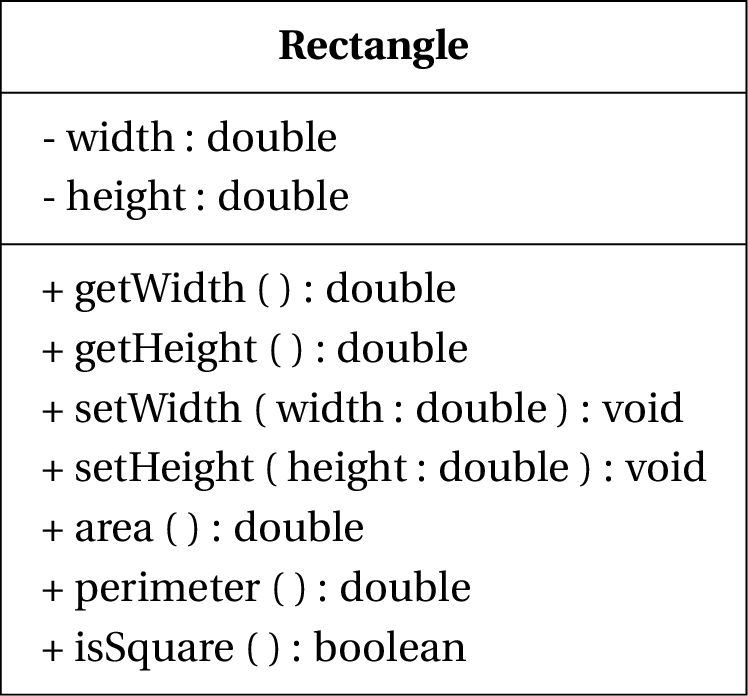 Rectangle
- width : double
- height : double
+ getWidth ( ) : double
+ getHeight ( ) : double
+ setWidth ( width : double ) : void
+ setHeight ( height : double ) : void
+ area ( ) : double
+ perimeter ( ) : double
+ isSquare ( ) : boolean